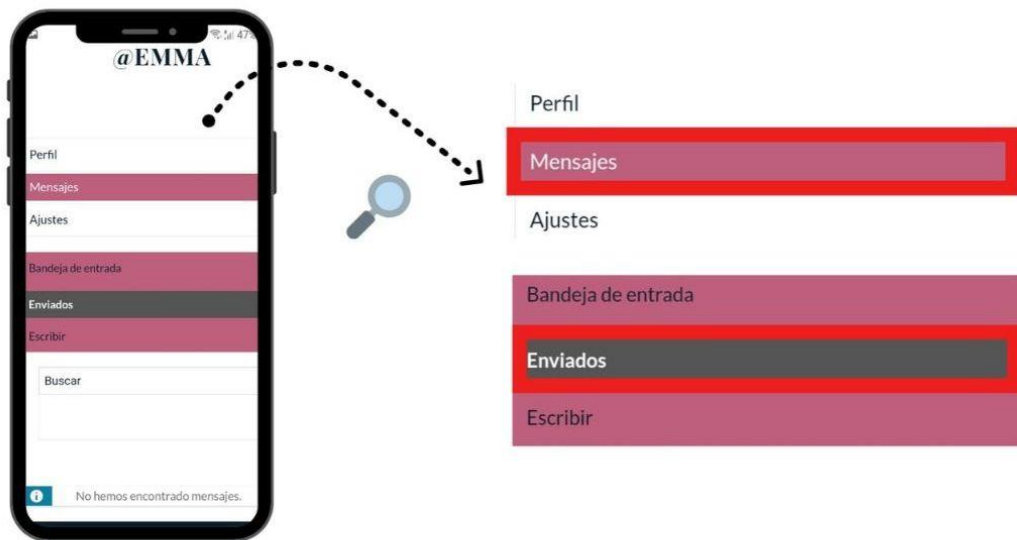 47%
@EMMA
Perfil
Mensajes
Ajustes
Bandeja de entrada
Enviados
Escribir
Buscar
No hemos encontrado mensajes.
Perfil
Mensajes
Ajustes
Bandeja de entrada
Enviados
Escribir